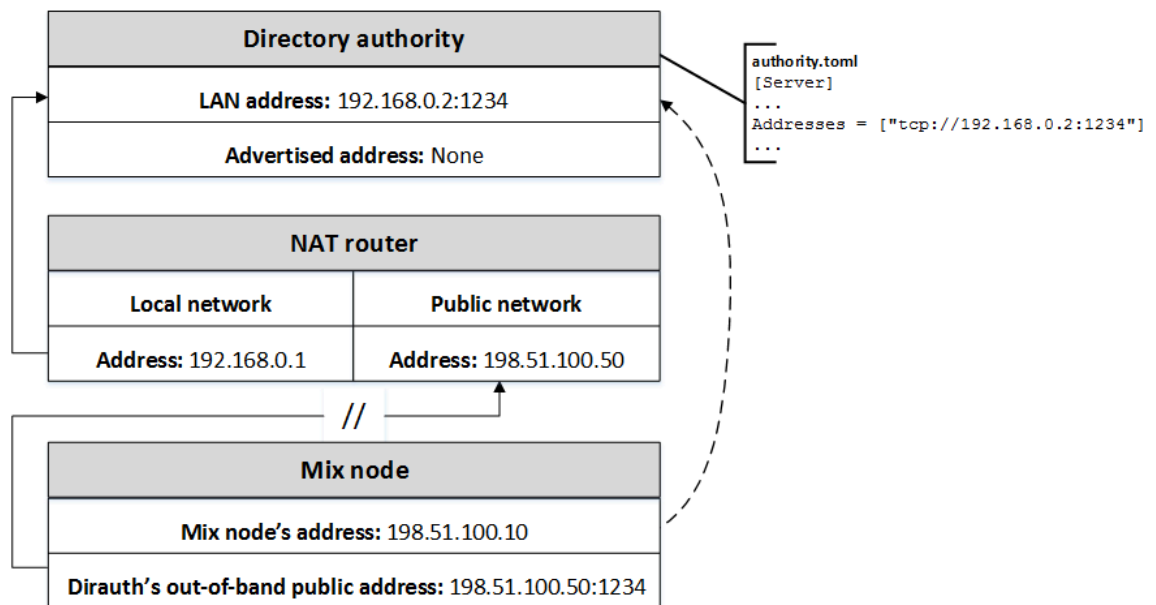 Directory authority
LAN address: 192.168.0.2:1234
Advertised address: None
authority.toml
[Server]
...
Addresses = ["tcp://192.168.0.2:1234"]
...
NAT router
Local network
Public network
Address: 192.168.0.1
Address: 198.51.100.50
//
Mix node
Mix node’s address: 198.51.100.10
Dirauth’s out-of-band public address: 198.51.100.50:1234